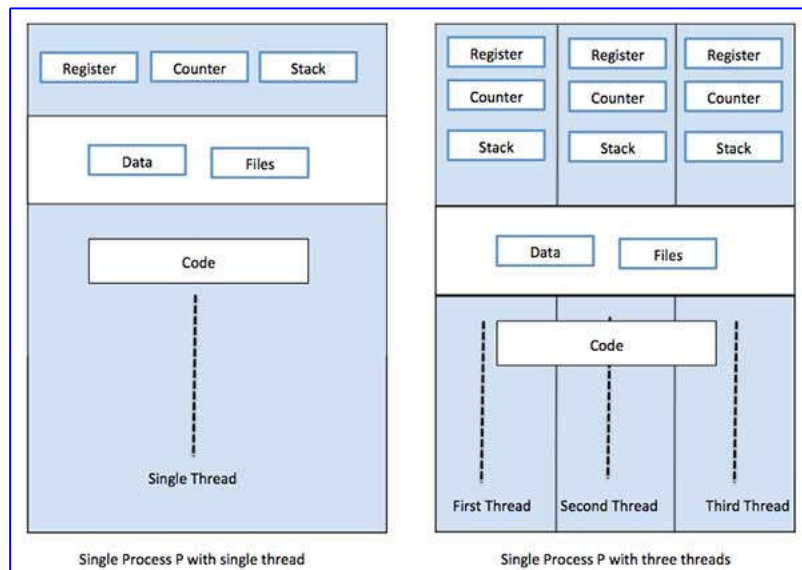 Register Counter Stack
Data Files
Code
Single Thread
Single Process P with single thread
Register Register Register
Counter Counter Counter
Stack Stack Stack
Data Files
Code
First Thread Second Thread Third Thread
Single Process P with three threads